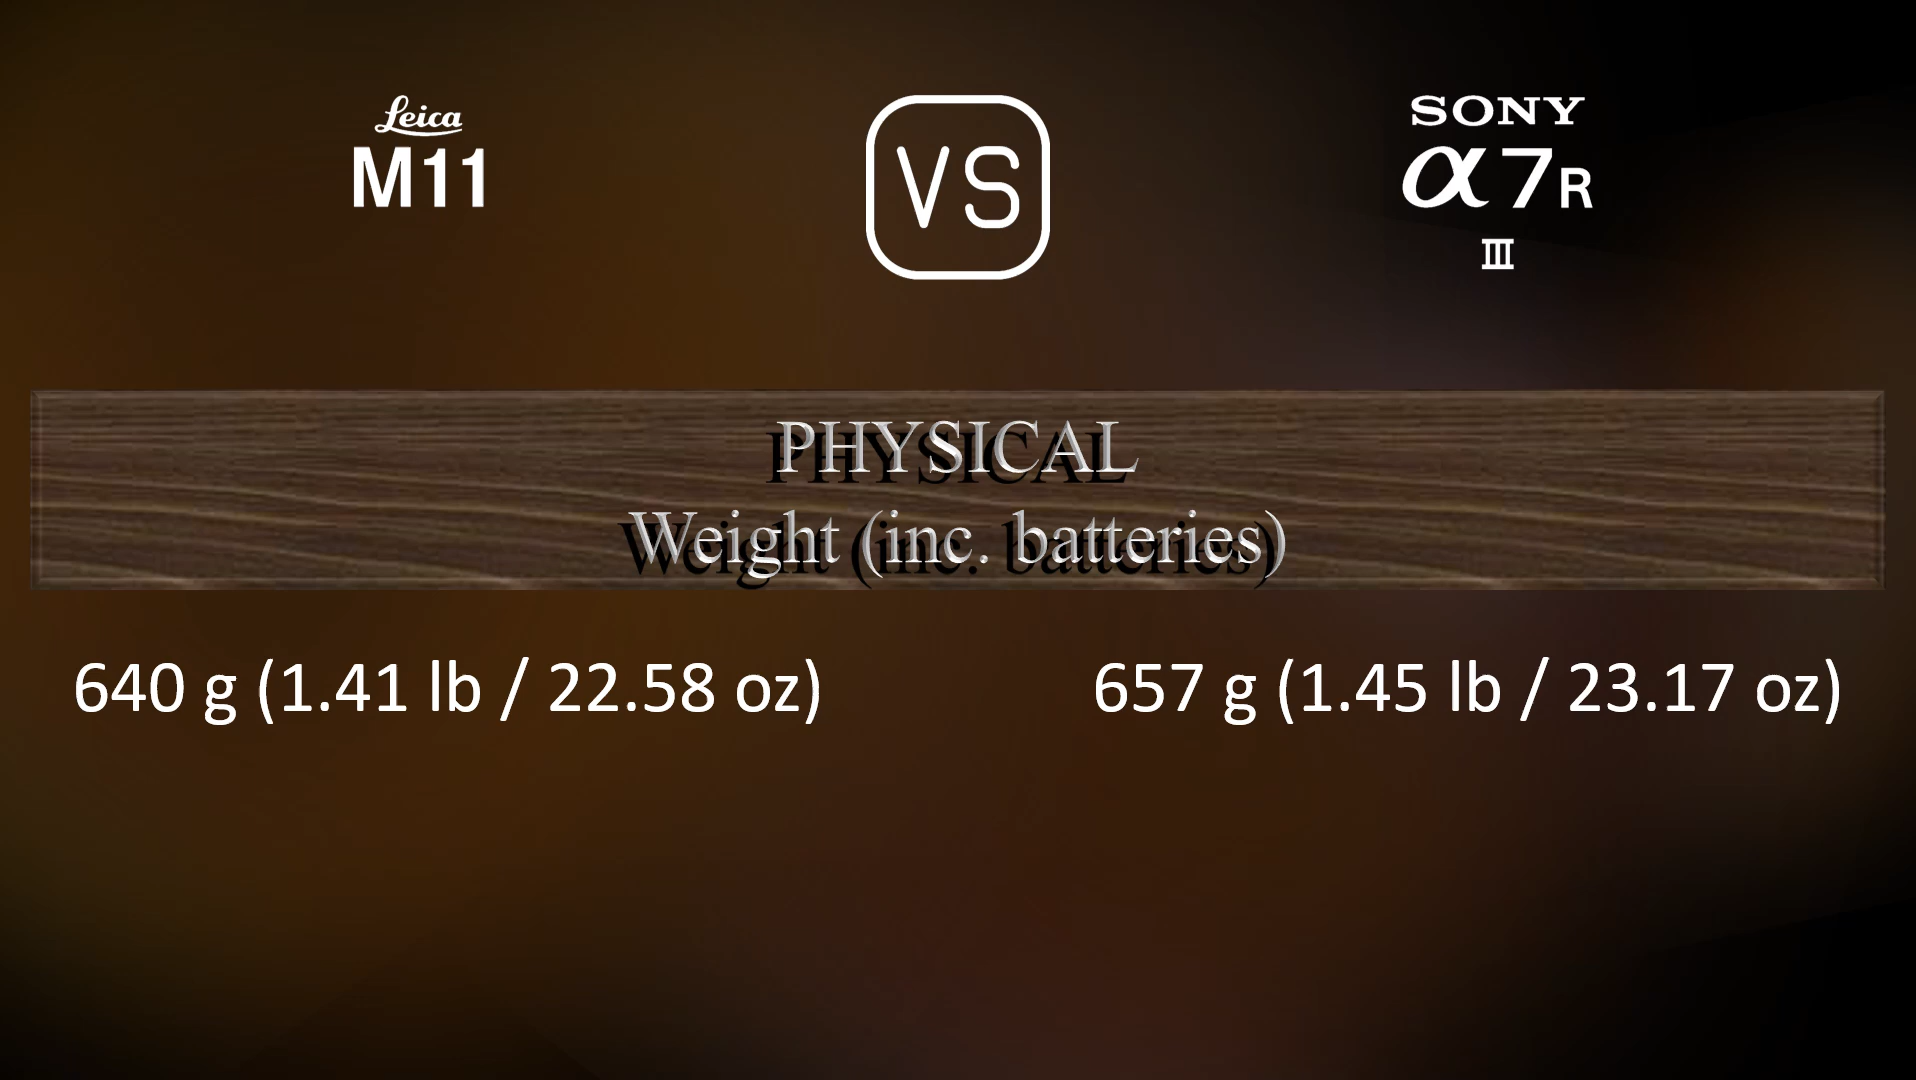 Leica
M11
VS
SONY
α7R
III
PHYSICAL
Weight (inc. batteries)
640 g (1.41 lb / 22.58 oz)
657 g (1.45 lb / 23.17 oz)